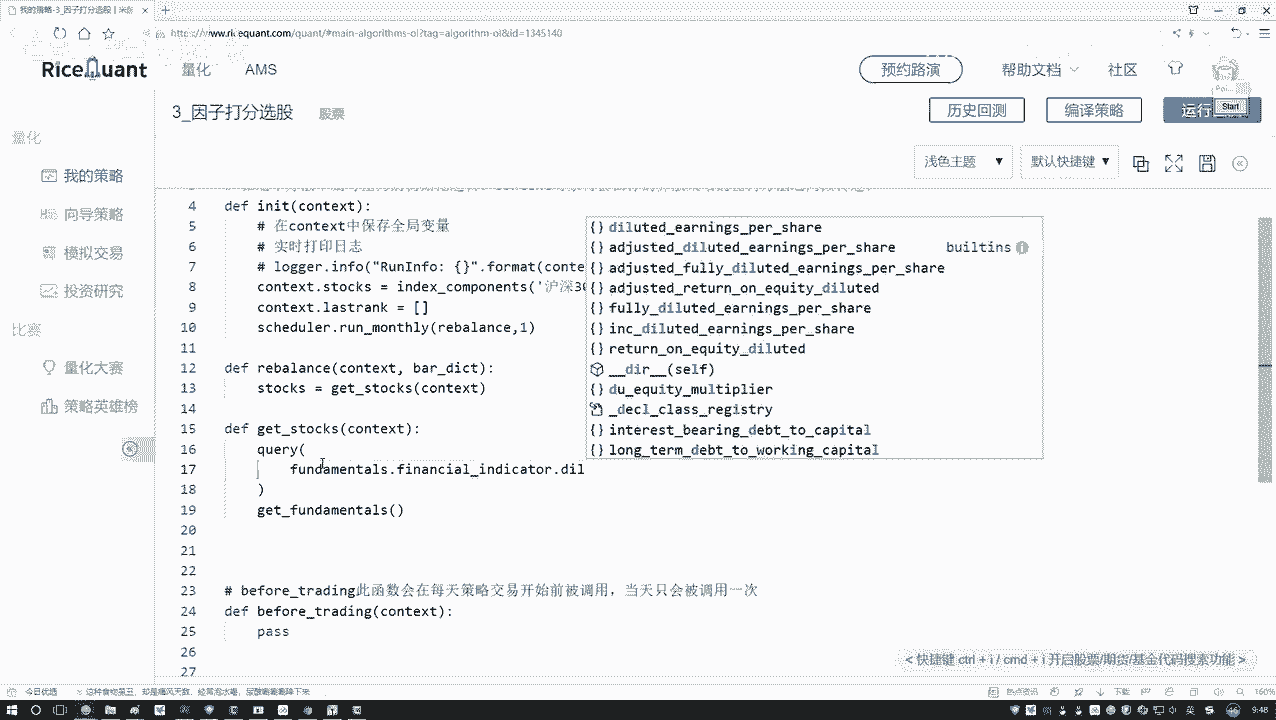 我的策略-3_因子打分选股 | 米
https://www.ricequant.com/quant/#main-algorithms-ol?tag=algorithm-ol&id=1345140
RiceQuant 量化 AMS 预约路演 帮助文档 社区
3_因子打分选股 股票 历史回测 编译策略 运行 Start
量化
浅色主题 默认快捷键
我的策略
向导策略
模拟交易
投资研究
比赛
量化大赛
策略英雄榜
4 def init(context):
5 # 在context中保存全局变量
6 # 实时打印日志
7 # logger.info("RunInfo: {}".format(conte
8 context.stocks = index_components('沪深30
9 context.lastrank = []
10 scheduler.run_monthly(rebalance,1)
11
12 def rebalance(context, bar_dict):
13 stocks = get_stocks(context)
14
15 def get_stocks(context):
16 query(
17 fundamentals.financial_indicator.dil
18 )
19 get_fundamentals()
20
21
22
23 # before_trading此函数会在每天策略交易开始前被调用，当天只会被调用一次
24 def before_trading(context):
25 pass
26
27
{} diluted_earnings_per_share
{} adjusted_diluted_earnings_per_share builtins
{} adjusted_fully_diluted_earnings_per_share
{} adjusted_return_on_equity_diluted
{} fully_diluted_earnings_per_share
{} inc_diluted_earnings_per_share
{} return_on_equity_diluted
__dir__(self)
{} du_equity_multiplier
_decl_class_registry
{} interest_bearing_debt_to_capital
{} long_term_debt_to_working_capital
< 快捷键 ctrl + i / cmd + i 开启股票/期货/基金代码搜索功能 >
今日优选 热点资讯 下载 160%
英 9:48